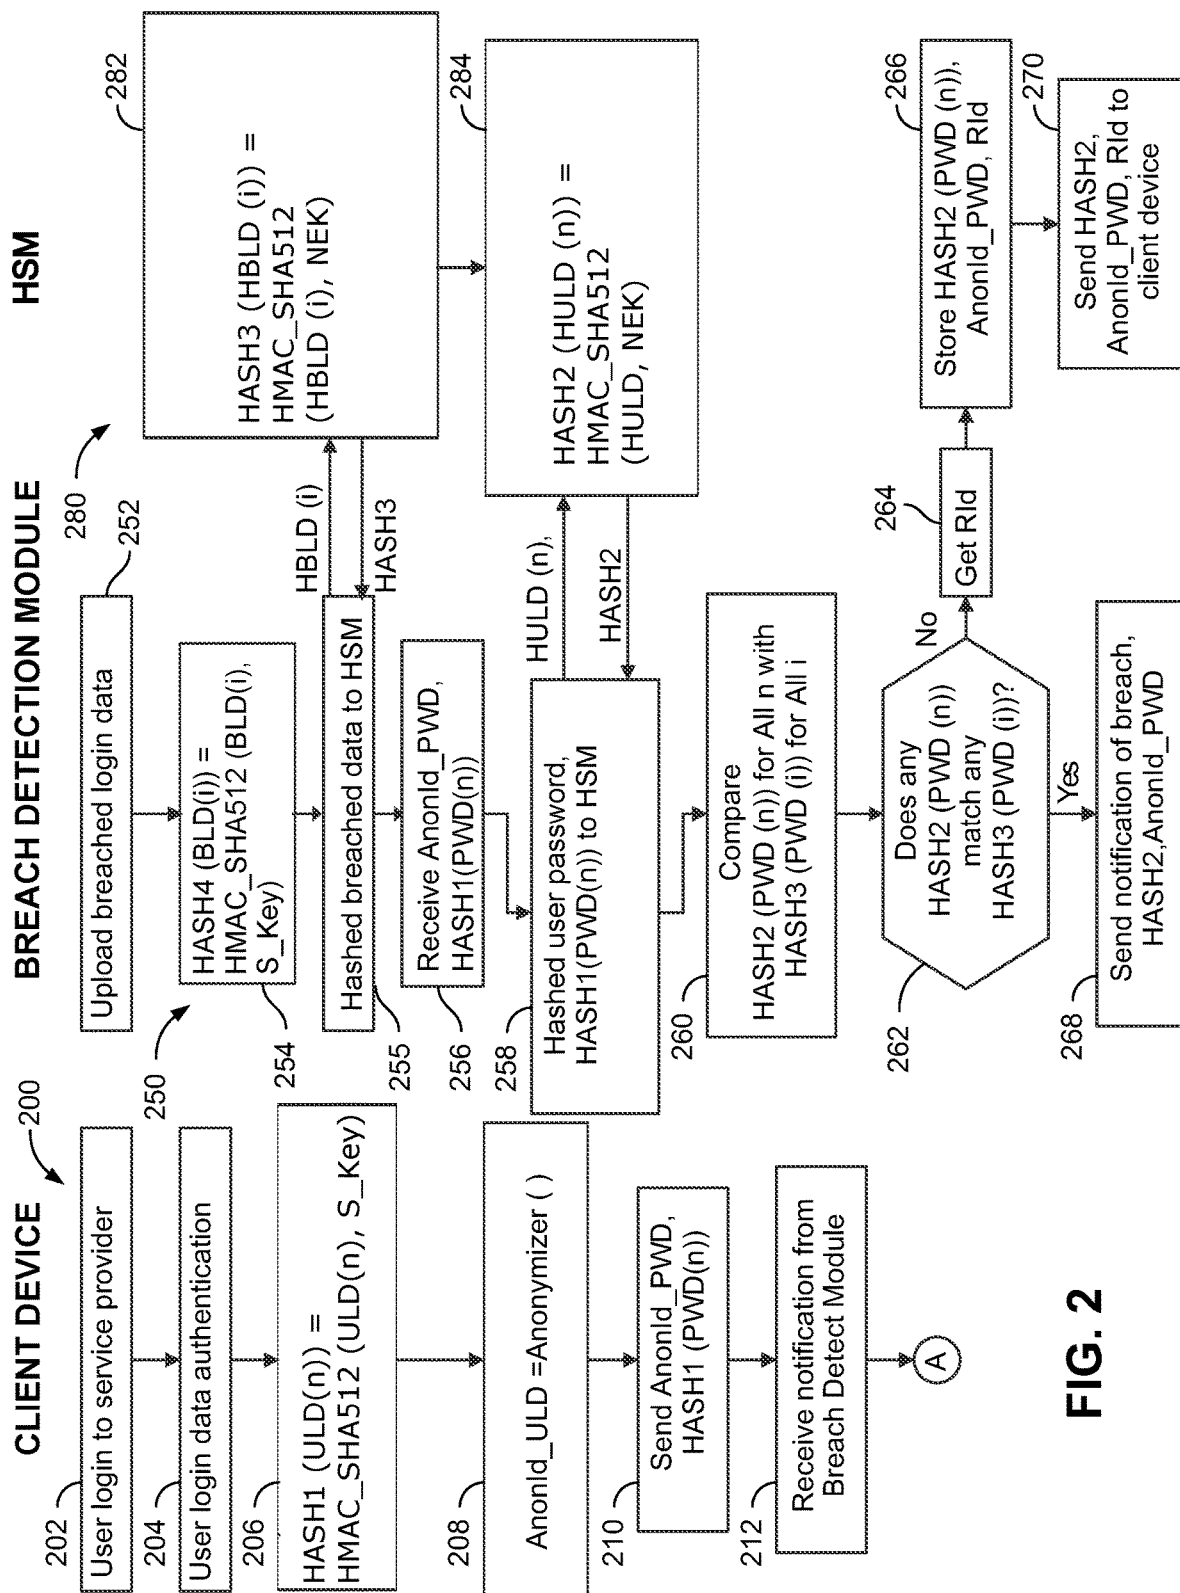 CLIENT DEVICE
200
202
User login to service provider
204
User login data authentication
206
HASH1 (ULD(n)) =
HMAC_SHA512 (ULD(n), S_Key)
208
AnonId_ULD =Anonymizer ( )
210
Send AnonId_PWD,
HASH1 (PWD(n))
212
Receive notification from
Breach Detect Module
A
BREACH DETECTION MODULE
250
252
Upload breached login data
254
HASH4 (BLD(i)) =
HMAC_SHA512 (BLD(i),
S_Key)
255
Hashed breached data to HSM
HBLD (i)
HASH3
256
Receive AnonId_PWD,
HASH1(PWD(n))
258
Hashed user password,
HASH1(PWD(n)) to HSM
HULD (n),
HASH2
260
Compare
HASH2 (PWD (n)) for All n with
HASH3 (PWD (i)) for All i
262
Does any
HASH2 (PWD (n))
match any
HASH3 (PWD (i))?
No
Yes
264
Get RId
266
Store HASH2 (PWD (n)),
AnonId_PWD, RId
268
Send notification of breach,
HASH2,AnonId_PWD
270
Send HASH2,
AnonId_PWD, RId to
client device
HSM
280
282
HASH3 (HBLD (i)) =
HMAC_SHA512
(HBLD (i), NEK)
284
HASH2 (HULD (n)) =
HMAC_SHA512
(HULD, NEK)
FIG. 2